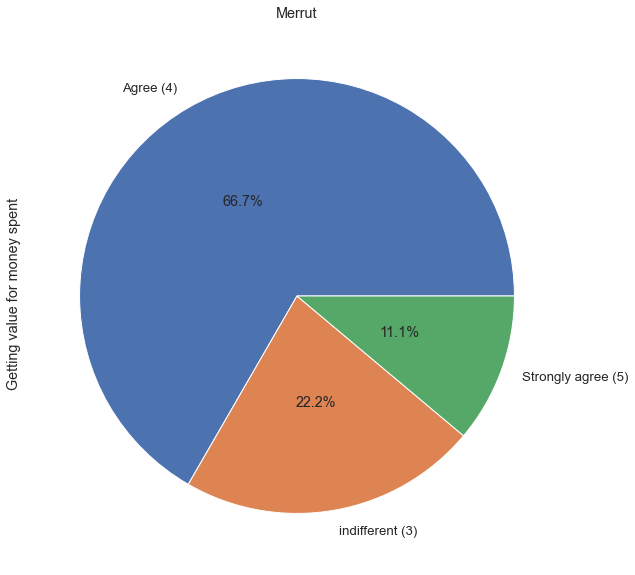 Merrut
Agree (4)
66.7%
Getting value for money spent
11.1%
Strongly agree (5)
22.2%
indifferent (3)